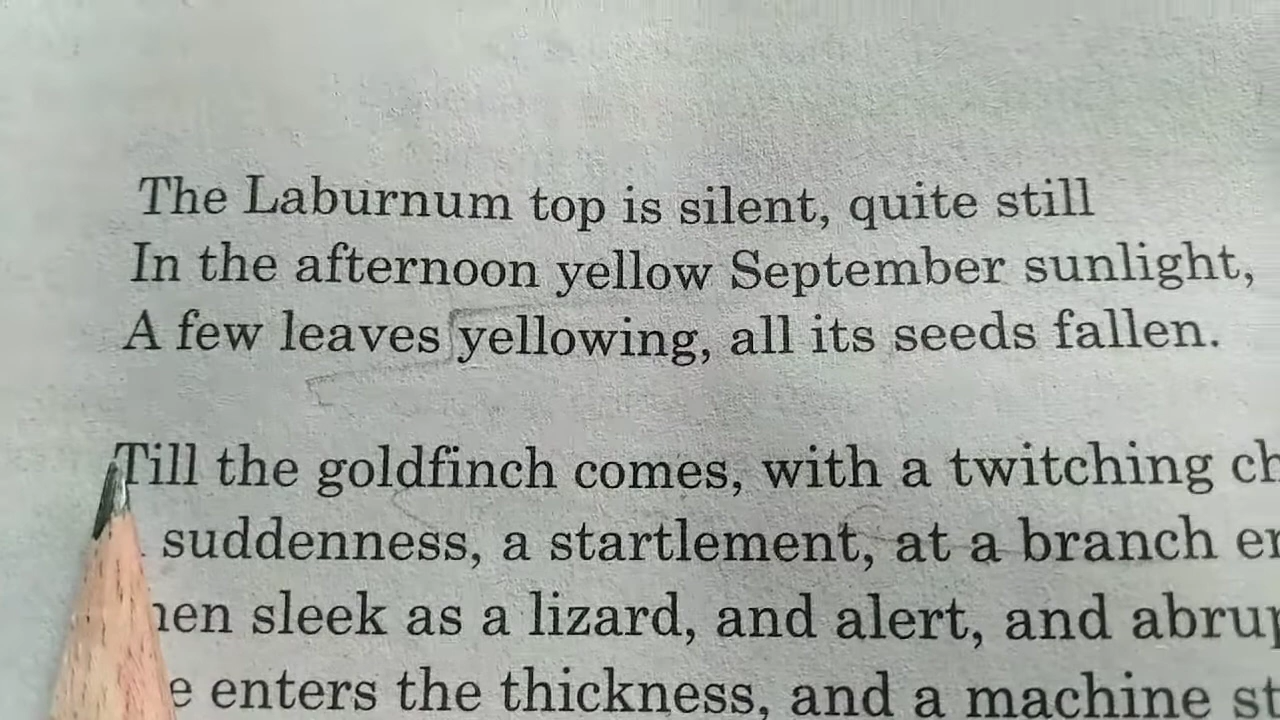 The Laburnum top is silent, quite still
In the afternoon yellow September sunlight,
A few leaves yellowing, all its seeds fallen.
Till the goldfinch comes, with a twitching
suddenness, a startlement, at a branch
sleek as a lizard, and alert, and
enters the thickness, and a machine